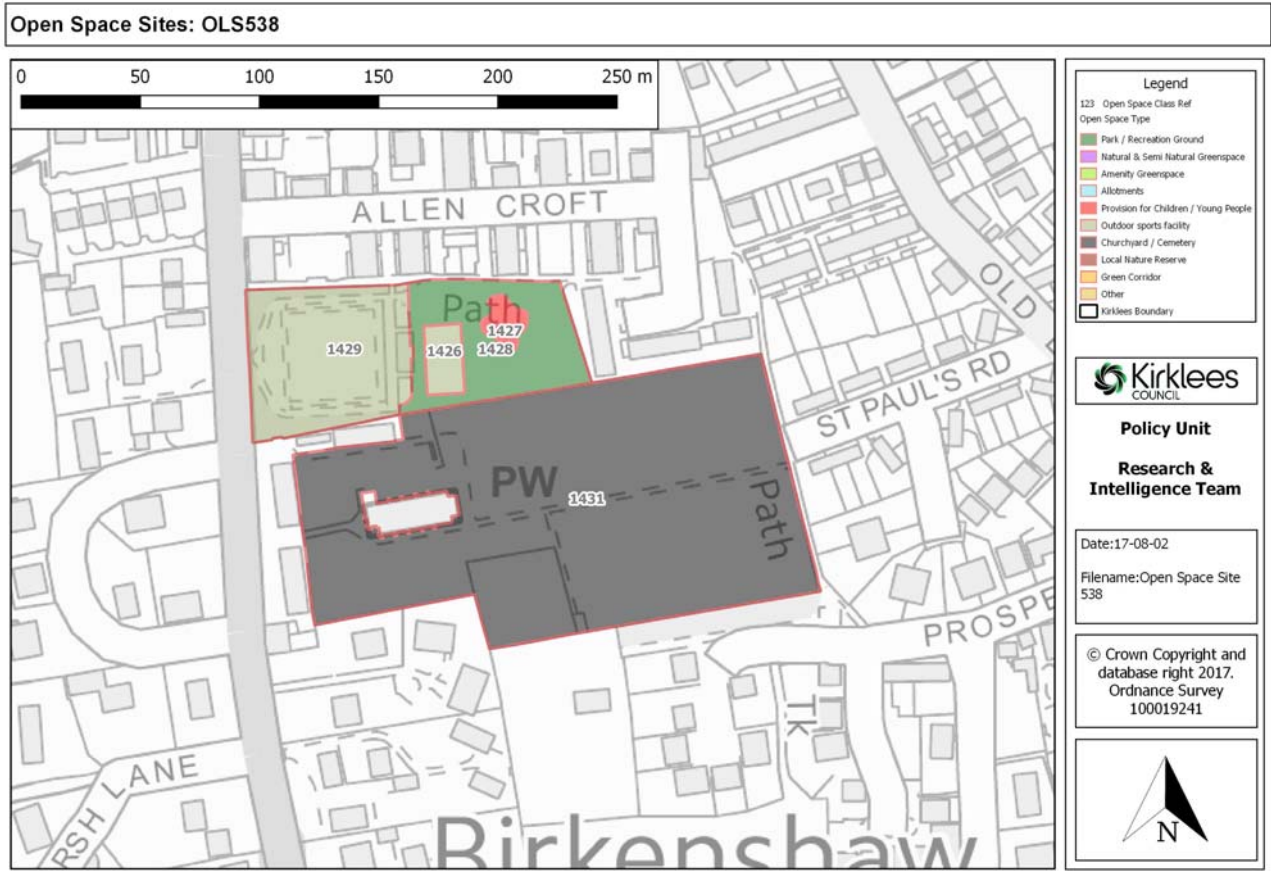 Open Space Sites: OLS538
0 50 100 150 200 250 m
ALLEN CROFT
OLD
Path
1427
1429
1426
1428
ST PAUL'S RD
PW
1431
Path
PROSPE
TK
RSH LANE
Birkenshaw
Legend
123 Open Space Class Ref
Open Space Type
Park / Recreation Ground
Natural & Semi Natural Greenspace
Amenity Greenspace
Allotments
Provision for Children / Young People
Outdoor sports facility
Churchyard / Cemetery
Local Nature Reserve
Green Corridor
Other
Kirklees Boundary
Kirklees
COUNCIL
Policy Unit
Research &
Intelligence Team
Date:17-08-02
Filename:Open Space Site
538
© Crown Copyright and
database right 2017.
Ordnance Survey
100019241
N